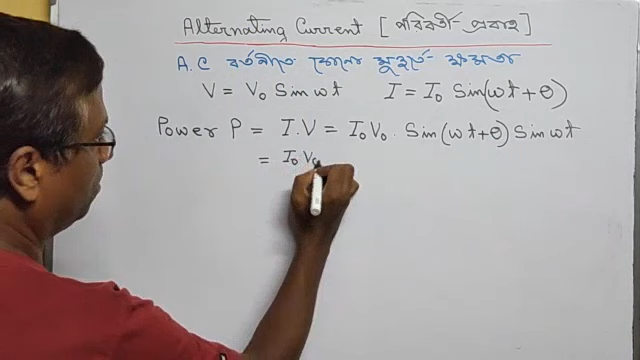 Alternating Current [পরিবর্তী প্রবাহ]
A.C বর্তনীতে কোনো মুহূর্তে ক্ষমতা
V = V₀ Sin ωt I = I₀ Sin(ωt + θ)
Power P = I.V = I₀V₀. Sin(ωt+θ) Sin ωt
= I₀ V₀